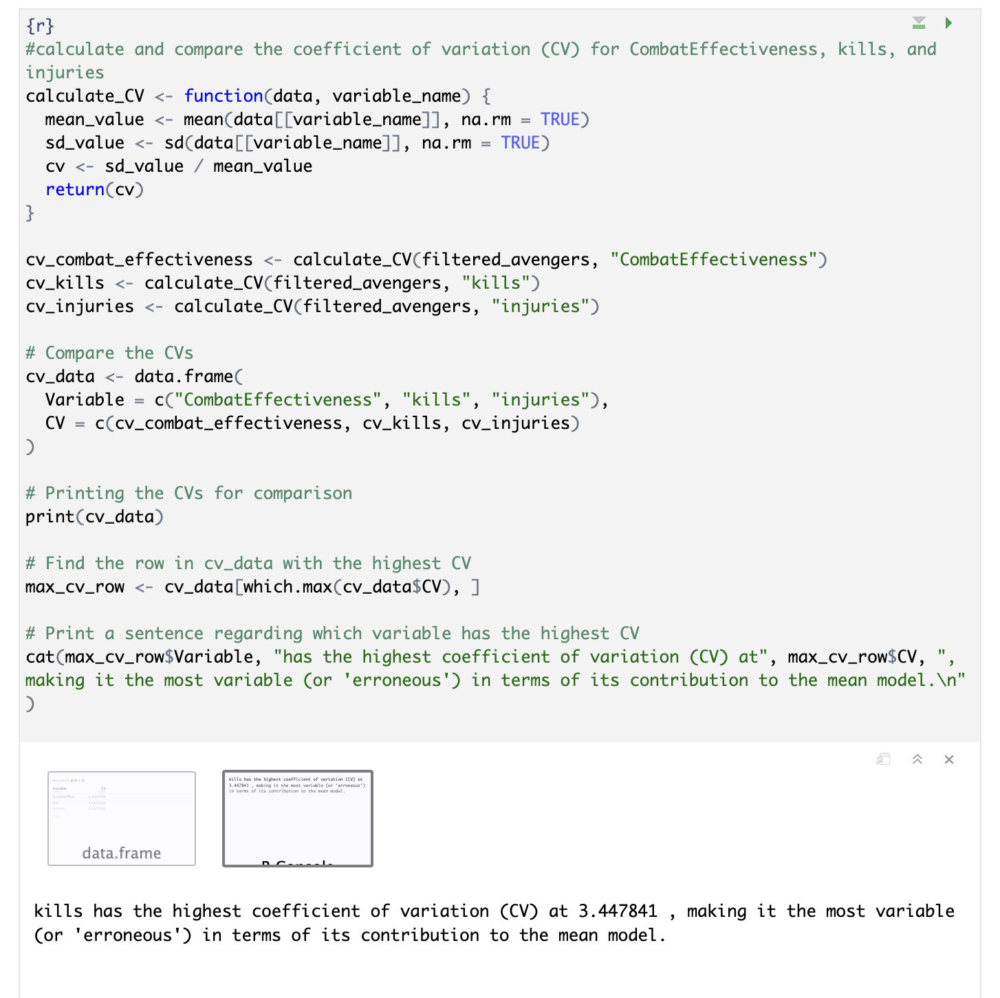 {r}
#calculate and compare the coefficient of variation (CV) for CombatEffectiveness, kills, and
injuries
calculate_CV <- function(data, variable_name) {
  mean_value <- mean(data[[variable_name]], na.rm = TRUE)
  sd_value <- sd(data[[variable_name]], na.rm = TRUE)
  cv <- sd_value / mean_value
  return(cv)
}
cv_combat_effectiveness <- calculate_CV(filtered_avengers, "CombatEffectiveness")
cv_kills <- calculate_CV(filtered_avengers, "kills")
cv_injuries <- calculate_CV(filtered_avengers, "injuries")
# Compare the CVs
cv_data <- data.frame(
  Variable = c("CombatEffectiveness", "kills", "injuries"),
  CV = c(cv_combat_effectiveness, cv_kills, cv_injuries)
)
# Printing the CVs for comparison
print(cv_data)
# Find the row in cv_data with the highest CV
max_cv_row <- cv_data[which.max(cv_data$CV), ]
# Print a sentence regarding which variable has the highest CV
cat(max_cv_row$Variable, "has the highest coefficient of variation (CV) at", max_cv_row$CV, ",
making it the most variable (or 'erroneous') in terms of its contribution to the mean model.\n"
)
Variable CV
kills
data.frame
kills has the highest coefficient of variation (CV) at
3.447841 , making it the most variable (or 'erroneous')
in terms of its contribution to the mean model.
R Console
kills has the highest coefficient of variation (CV) at 3.447841 , making it the most variable
(or 'erroneous') in terms of its contribution to the mean model.